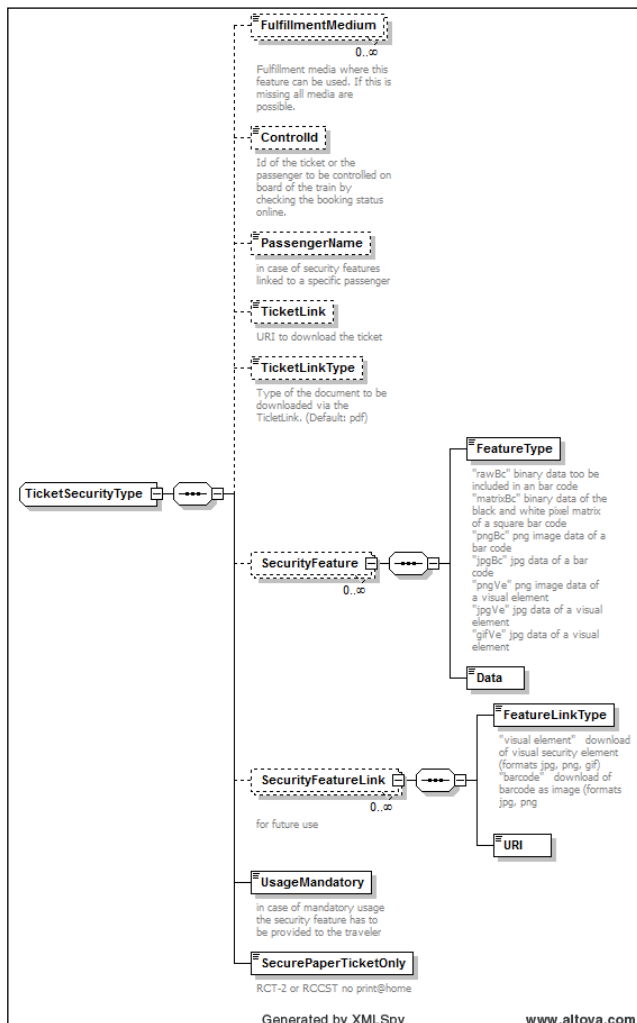 FulfillmentMedium
0..∞
Fulfillment media where this
feature can be used. If this is
missing all media are
possible.
ControlId
Id of the ticket or the
passenger to be controlled on
board of the train by
checking the booking status
online.
PassengerName
in case of security features
linked to a specific passenger
TicketLink
URI to download the ticket
TicketLinkType
Type of the document to be
downloaded via the
TicletLink. (Default: pdf)
TicketSecurityType
SecurityFeature
0..∞
FeatureType
"rawBc" binary data too be
included in an bar code
"matrixBc" binary data of the
black and white pixel matrix
of a square bar code
"pngBc" png image data of a
bar code
"jpgBc" jpg data of a bar
code
"pngVe" png image data of
a visual element
"jpgVe" jpg data of a visual
element
"gifVe" jpg data of a visual
element
Data
SecurityFeatureLink
0..∞
for future use
FeatureLinkType
"visual element" download
of visual security element
(formats jpg, png, gif)
"barcode" download of
barcode as image (formats
jpg, png
URI
UsageMandatory
in case of mandatory usage
the security feature has to
be provided to the traveler
SecurePaperTicketOnly
RCT-2 or RCCST no print@home
Generated by XMLSpy
www.altova.com